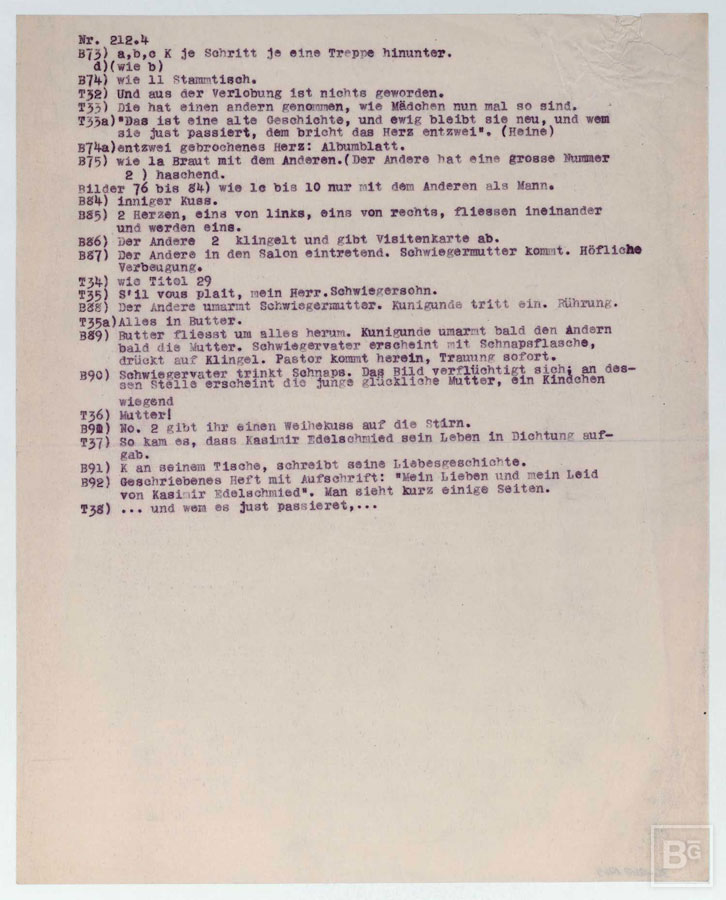 Nr. 212.4
B73) a,b,c K je Schritt je eine Treppe hinunter.
d)(wie b)
B74) wie 11 Stammtisch.
T32) Und aus der Verlobung ist nichts geworden.
T33) Die hat einen andern genommen, wie Mädchen nun mal so sind.
T33a)"Das ist eine alte Geschichte, und ewig bleibt sie neu, und wem
sie just passiert, dem bricht das Herz entzwei". (Heine)
B74a)entzwei gebrochenes Herz: Albumblatt.
B75) wie 1a Braut mit dem Anderen.(Der Andere hat eine grosse Nummer
2 ) haschend.
Bilder 76 bis 84) wie 1c bis 10 nur mit dem Anderen als Mann.
B84) inniger Kuss.
B85) 2 Herzen, eins von links, eins von rechts, fliessen ineinander
und werden eins.
B86) Der Andere 2 klingelt und gibt Visitenkarte ab.
B87) Der Andere in den Salon eintretend. Schwiegermutter kommt. Höfliche
Verbeugung.
T34) wie Titel 29
T35) S'il vous plait, mein Herr.Schwiegersohn.
B88) Der Andere umarmt Schwiegermutter. Kunigunde tritt ein. Rührung.
T35a)Alles in Butter.
B89) Butter fliesst um alles herum. Kunigunde umarmt bald den Andern
bald die Mutter. Schwiegervater erscheint mit Schnapsflasche,
drückt auf Klingel. Pastor kommt herein, Trauung sofort.
B90) Schwiegervater trinkt Schnaps. Das Bild verflüchtigt sich; an des-
sen Stelle erscheint die junge glückliche Mutter, ein Kindchen
wiegend
T36) Mutter!
B90) No. 2 gibt ihr einen Weihekuss auf die Stirn.
T37) So kam es, dass Kasimir Edelschmied sein Leben in Dichtung auf-
gab.
B91) K an seinem Tische, schreibt seine Liebesgeschichte.
B92) Geschriebenes Heft mit Aufschrift: "Mein Lieben und mein Leid
von Kasimir Edelschmied". Man sieht kurz einige Seiten.
T38) ... und wem es just passieret,...
BG